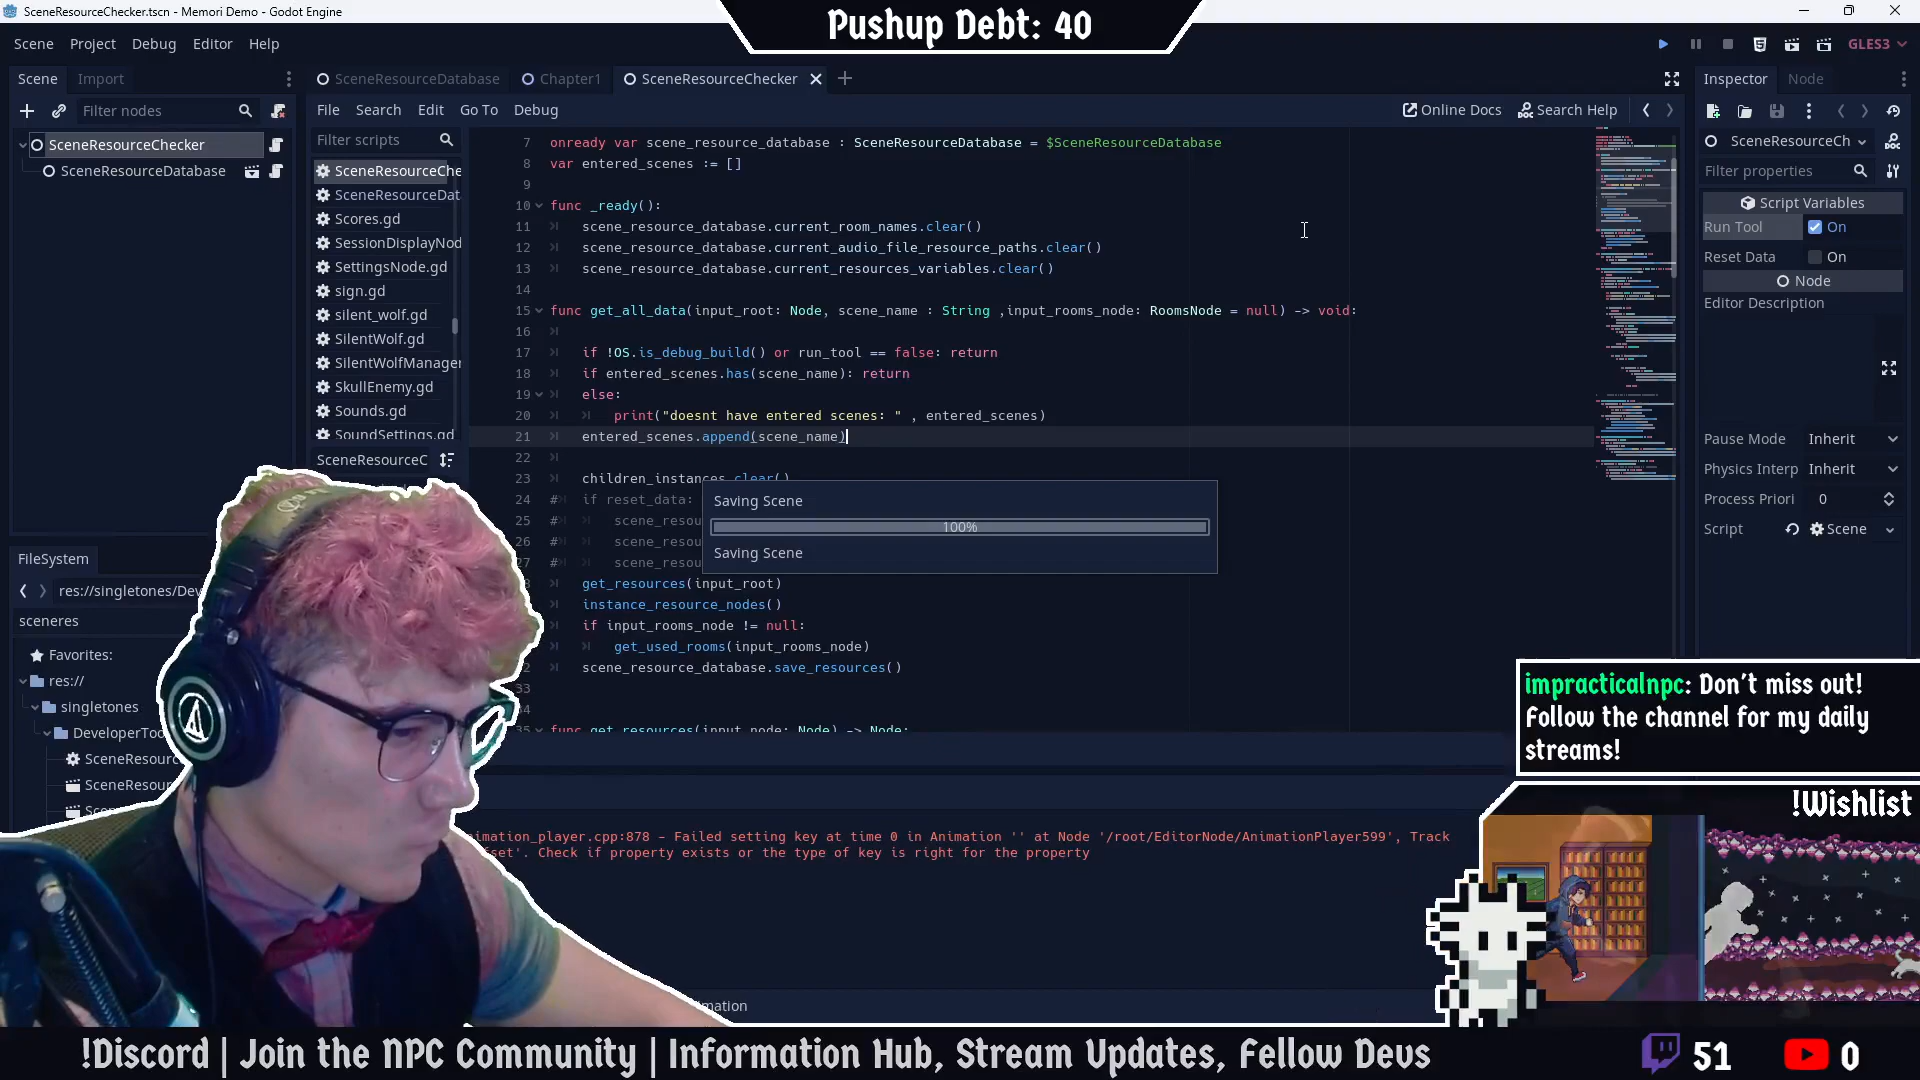 SceneResourceChecker.tscn - Memori Demo - Godot Engine
Pushup Debt: 40
Scene Project Debug Editor Help
GLES3
Scene Import
SceneResourceDatabase Chapter1 SceneResourceChecker
Inspector Node
Filter nodes
File Search Edit Go To Debug
Online Docs Search Help
Filter scripts
SceneResourceChecker
SceneResourceDatabase
SceneResourceChe
SceneResourceDat
Scores.gd
SessionDisplayNod
SettingsNode.gd
sign.gd
silent_wolf.gd
SilentWolf.gd
SilentWolfManager
SkullEnemy.gd
Sounds.gd
SoundSettings.gd
SceneResourceC
7 onready var scene_resource_database : SceneResourceDatabase = $SceneResourceDatabase
8 var entered_scenes := []
9
10 func _ready():
11 scene_resource_database.current_room_names.clear()
12 scene_resource_database.current_audio_file_resource_paths.clear()
13 scene_resource_database.current_resources_variables.clear()
14
15 func get_all_data(input_root: Node, scene_name : String ,input_rooms_node: RoomsNode = null) -> void:
16
17 if !OS.is_debug_build() or run_tool == false: return
18 if entered_scenes.has(scene_name): return
19 else:
20 print("doesnt have entered scenes: " , entered_scenes)
21 entered_scenes.append(scene_name)
22
23 children_instances.clear()
24 # if reset_data:
25 # scene_resou
26 # scene_resou
27 # scene_resou
get_resources(input_root)
instance_resource_nodes()
if input_rooms_node != null:
get_used_rooms(input_rooms_node)
2 scene_resource_database.save_resources()
33
34
35 func get_resources(input_node: Node) -> Node:
Saving Scene
100%
Saving Scene
SceneResourceCh
Filter properties
Script Variables
Run Tool On
Reset Data On
Node
Editor Description
Pause Mode Inherit
Physics Interp Inherit
Process Priori 0
Script Scene
FileSystem
res://singletones/Dev
sceneres
Favorites:
res://
singletones
DeveloperToo
SceneResourc
SceneResour
Sce
nimation_player.cpp:878 - Failed setting key at time 0 in Animation '' at Node '/root/EditorNode/AnimationPlayer599', Track
set'. Check if property exists or the type of key is right for the property
mation
impracticalnpc: Don't miss out!
Follow the channel for my daily
streams!
!Wishlist
!Discord | Join the NPC Community | Information Hub, Stream Updates, Fellow Devs
51
0